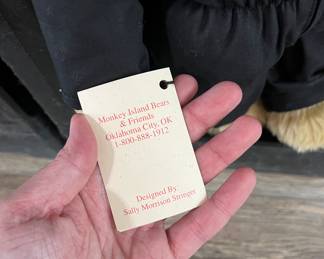 Monkey Island Bears
& Friends
Oklahoma City, OK
1-800-888-1912
Designed By
Sally Morrison Stringer